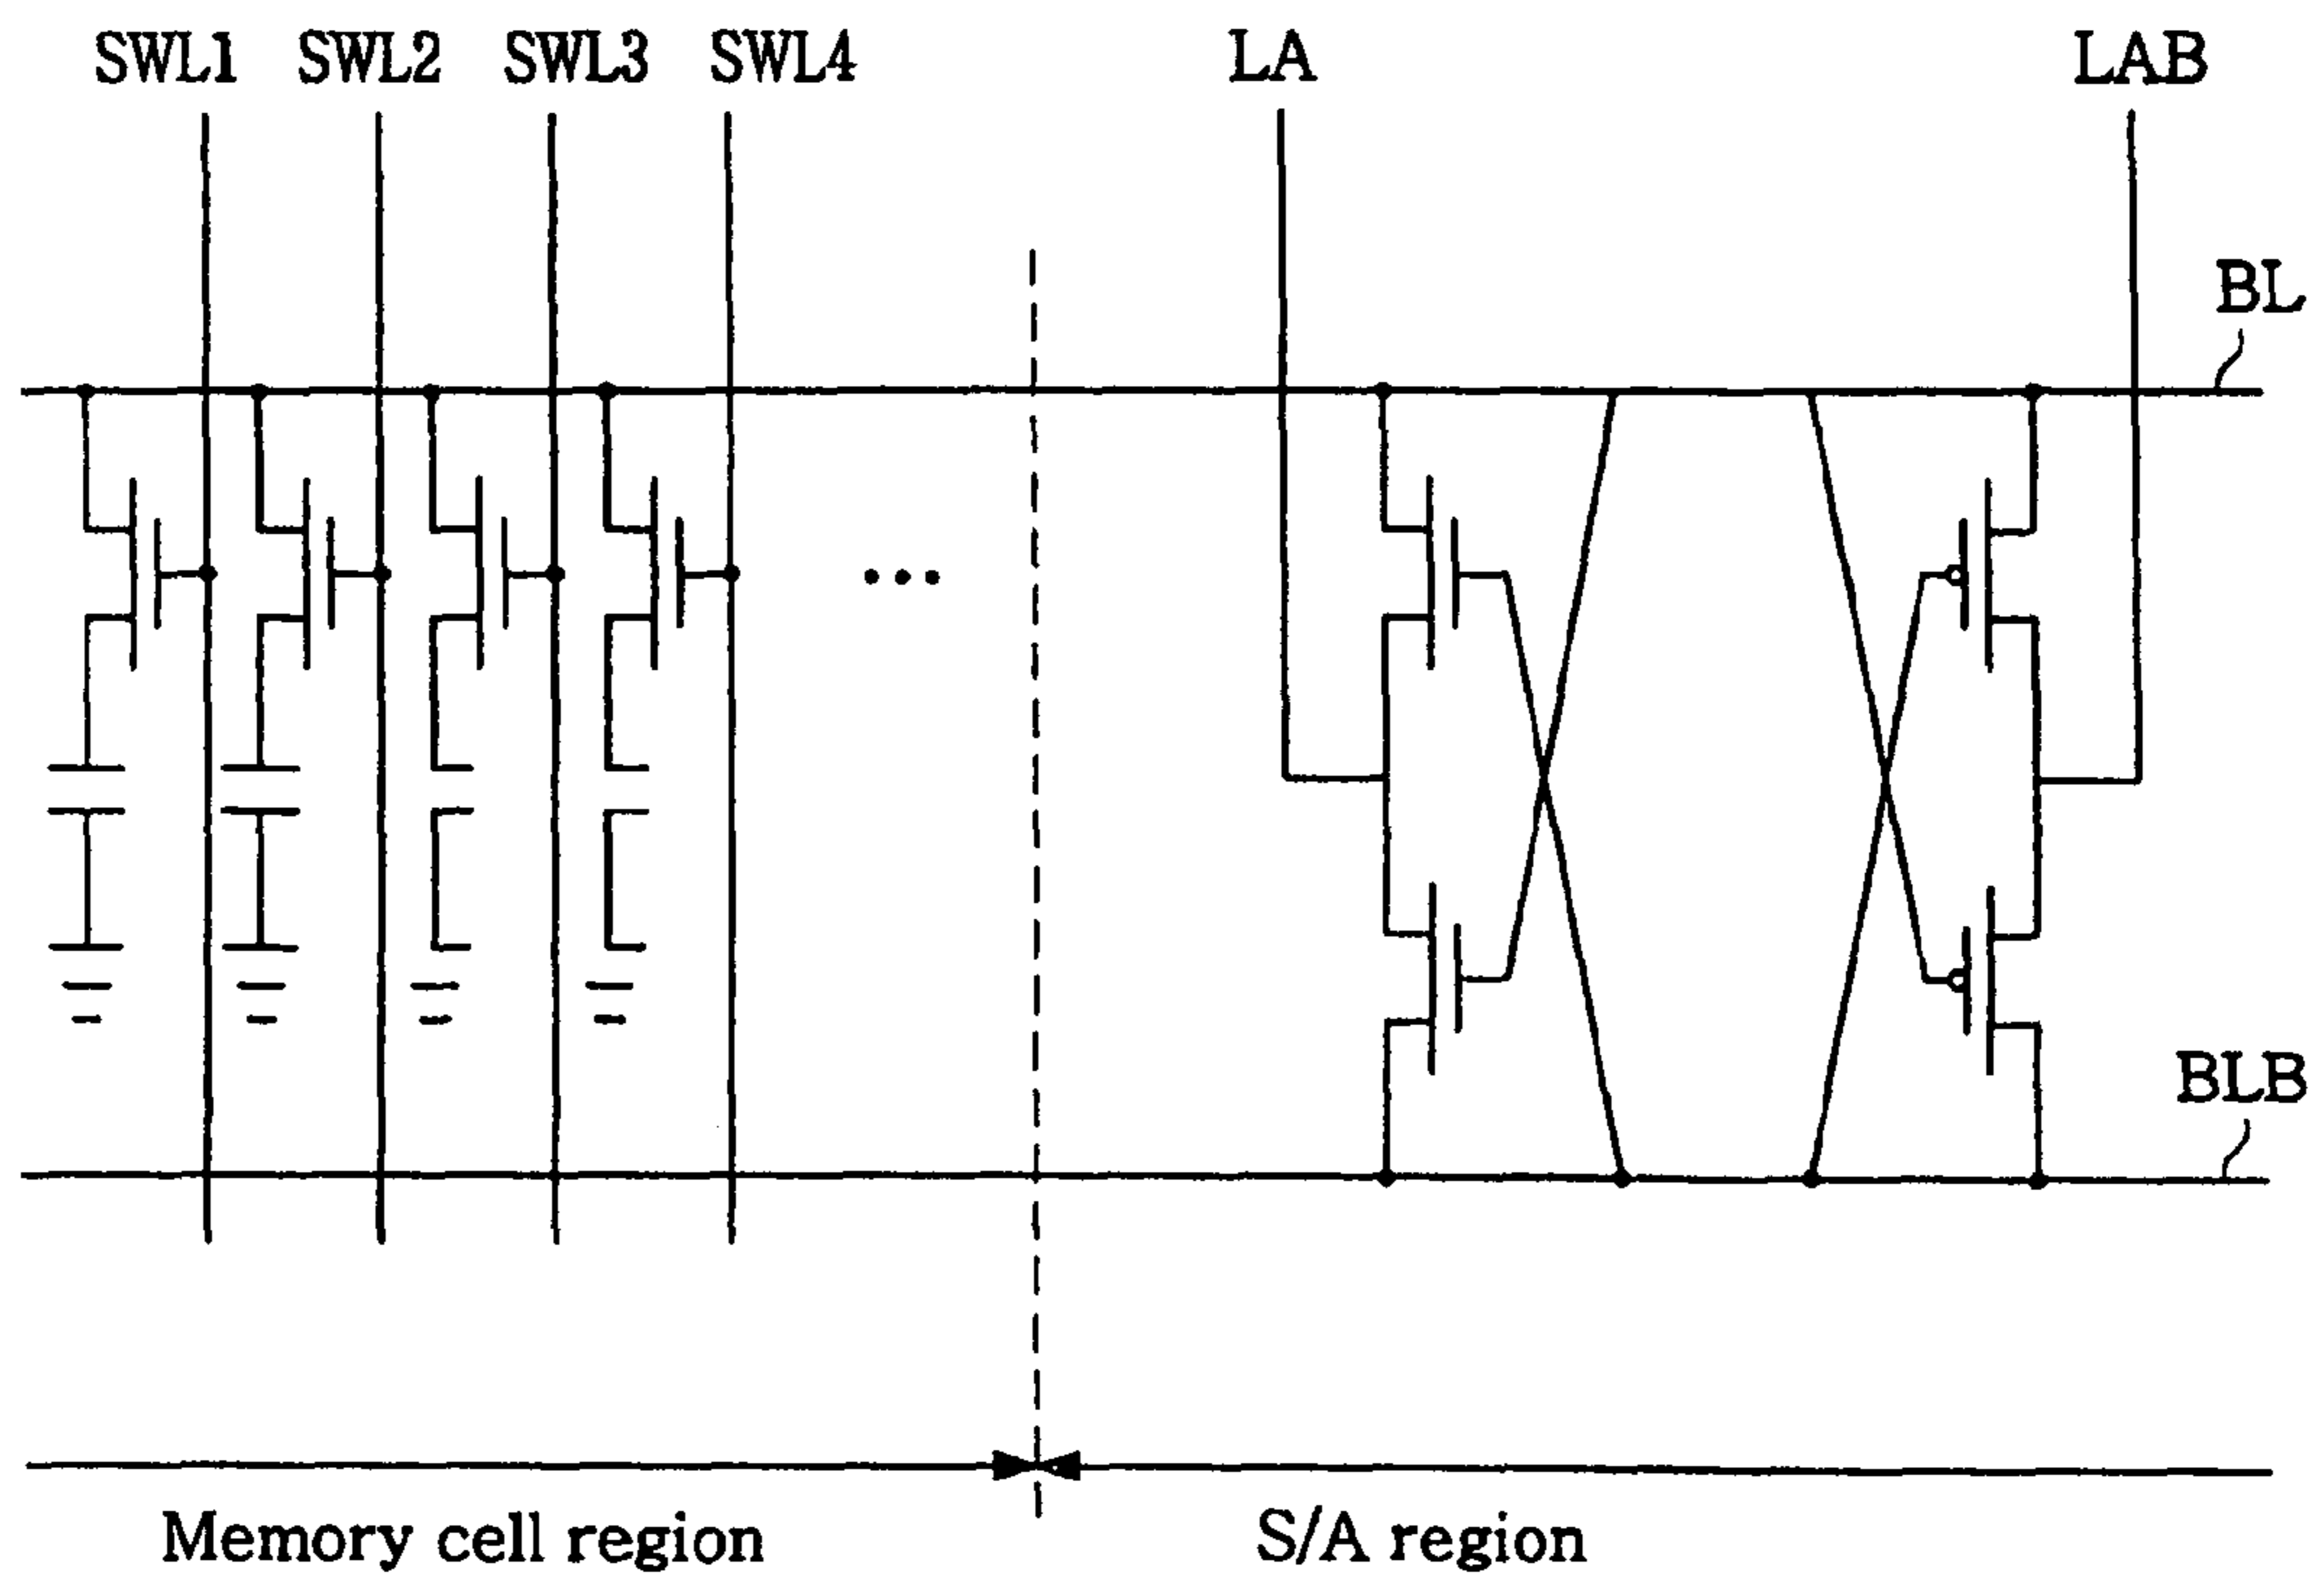 SWL1 SWL2 SWL3 SWL4 LA LAB
BL
BLB
Memory cell region S/A region